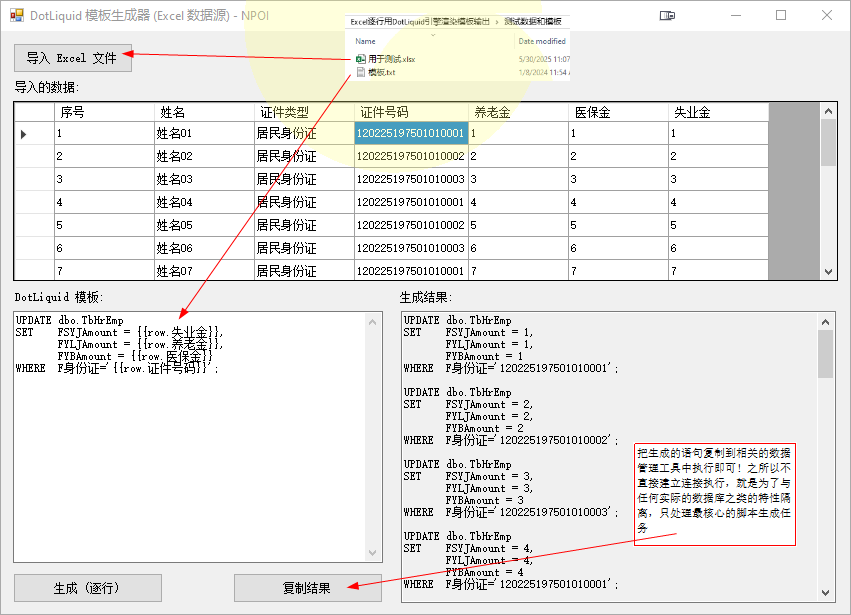 DotLiquid 模板生成器 (Excel 数据源) - NPOI
Excel逐行用DotLiquid引擎渲染模板输出 › 测试数据和模板
Name Date modified
用于测试.xlsx 5/30/2025 11:07
模板.txt 1/8/2024 11:54
导入 Excel 文件
导入的数据:
序号 姓名 证件类型 证件号码 养老金 医保金 失业金
1 姓名01 居民身份证 120225197501010001 1 1 1
2 姓名02 居民身份证 120225197501010002 2 2 2
3 姓名03 居民身份证 120225197501010003 3 3 3
4 姓名04 居民身份证 120225197501010001 4 4 4
5 姓名05 居民身份证 120225197501010002 5 5 5
6 姓名06 居民身份证 120225197501010003 6 6 6
7 姓名07 居民身份证 120225197501010001 7 7 7
DotLiquid 模板:
UPDATE dbo.TbHrEmp
SET FSYJAmount = {{row.失业金}},
FYLJAmount = {{row.养老金}},
FYBAmount = {{row.医保金}}
WHERE F身份证='{{row.证件号码}}';
生成结果:
UPDATE dbo.TbHrEmp
SET FSYJAmount = 1,
FYLJAmount = 1,
FYBAmount = 1
WHERE F身份证='120225197501010001';
UPDATE dbo.TbHrEmp
SET FSYJAmount = 2,
FYLJAmount = 2,
FYBAmount = 2
WHERE F身份证='120225197501010002';
UPDATE dbo.TbHrEmp
SET FSYJAmount = 3,
FYLJAmount = 3,
FYBAmount = 3
WHERE F身份证='120225197501010003';
UPDATE dbo.TbHrEmp
SET FSYJAmount = 4,
FYLJAmount = 4,
FYBAmount = 4
WHERE F身份证='120225197501010001';
把生成的语句复制到相关的数据
管理工具中执行即可！之所以不
直接建立连接执行，就是为了与
任何实际的数据库之类的特性隔
离，只处理最核心的脚本生成任
务
生成（逐行）
复制结果